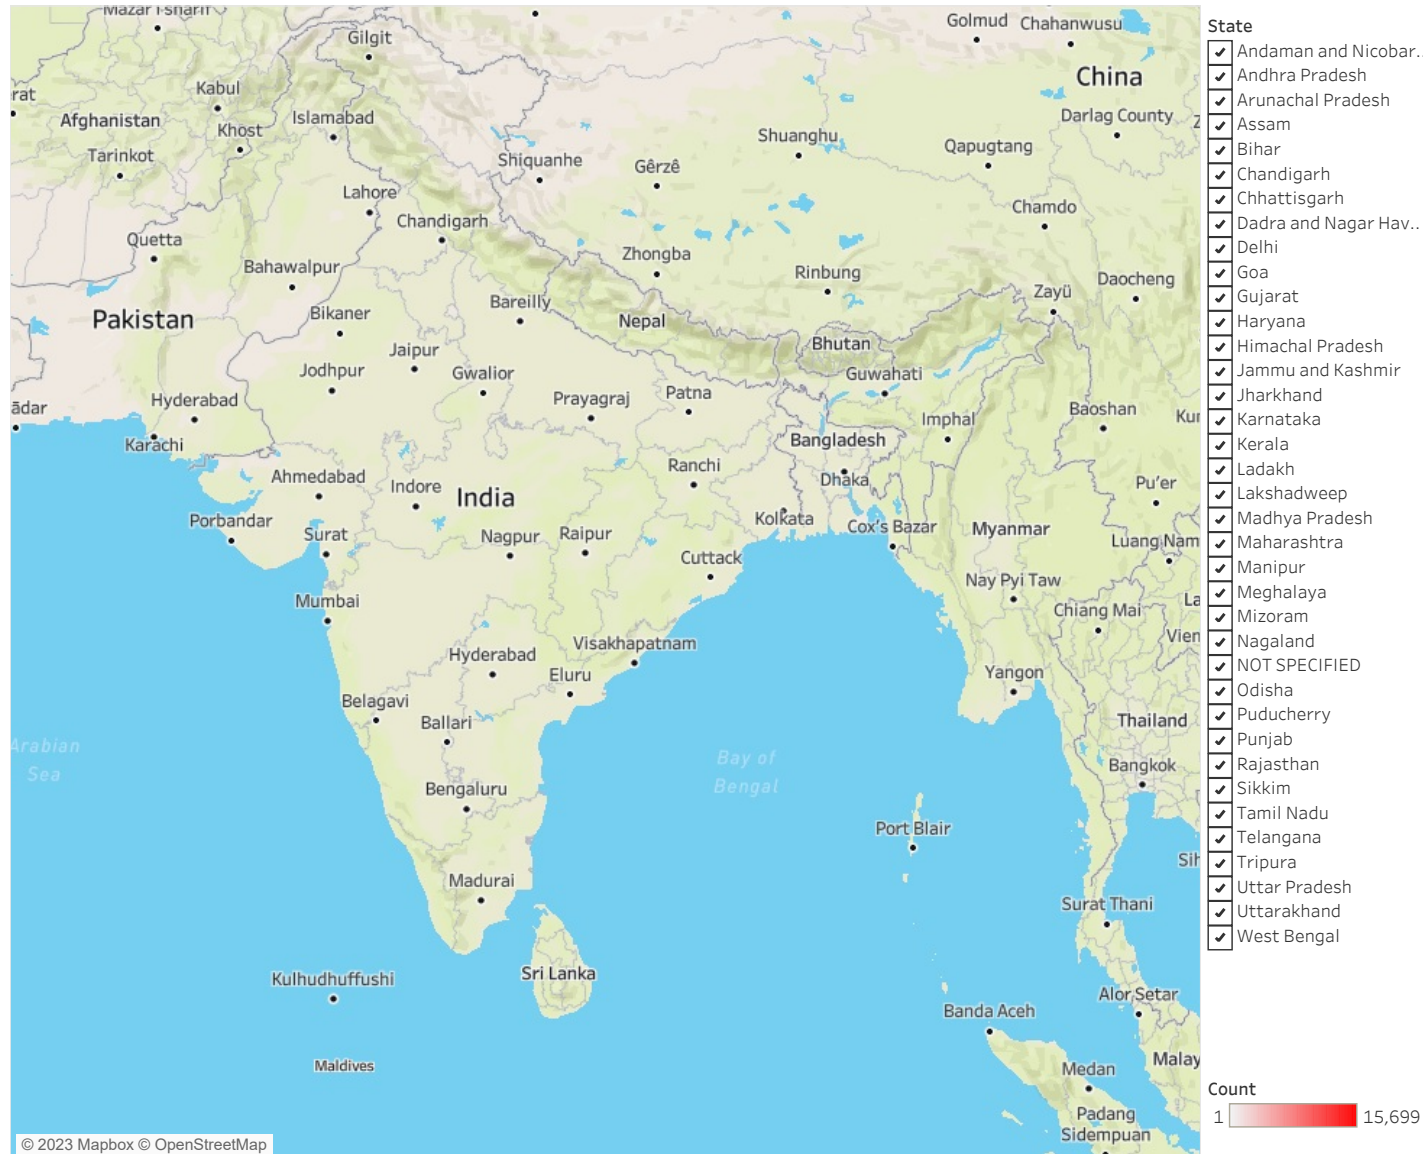 Mazar I sharif
Golmud
Chahanwusu
Gilgit
China
Kabul
Afghanistan
Khost
Islamabad
Darlag County
Tarinkot
Shiquanhe
Gêrzê
Shuanghu
Qapugtang
Lahore
Chandigarh
Chamdo
Quetta
Bahawalpur
Zhongba
Rinbung
Daocheng
Zayü
Bareilly
Bikaner
Pakistan
Nepal
Bhutan
Jaipur
Jodhpur
Gwalior
Guwahati
Hyderabad
Prayagraj
Patna
Imphal
Baoshan
Karachi
Bangladesh
Ahmedabad
Indore
India
Ranchi
Dhaka
Pu'er
Porbandar
Surat
Nagpur
Raipur
Kolkata
Cox's Bazar
Myanmar
Cuttack
Nay Pyi Taw
Mumbai
Chiang Mai
Visakhapatnam
Hyderabad
Eluru
Yangon
Belagavi
Ballari
Thailand
Arabian
Sea
Bay of
Bengal
Bangkok
Bengaluru
Port Blair
Madurai
Surat Thani
Sri Lanka
Kulhudhuffushi
Alor Setar
Banda Aceh
Maldives
Medan
Padang
Sidempuan
© 2023 Mapbox © OpenStreetMap
State
Andaman and Nicobar..
Andhra Pradesh
Arunachal Pradesh
Assam
Bihar
Chandigarh
Chhattisgarh
Dadra and Nagar Hav..
Delhi
Goa
Gujarat
Haryana
Himachal Pradesh
Jammu and Kashmir
Jharkhand
Karnataka
Kerala
Ladakh
Lakshadweep
Madhya Pradesh
Maharashtra
Manipur
Meghalaya
Mizoram
Nagaland
NOT SPECIFIED
Odisha
Puducherry
Punjab
Rajasthan
Sikkim
Tamil Nadu
Telangana
Tripura
Uttar Pradesh
Uttarakhand
West Bengal
Count
1 15,699